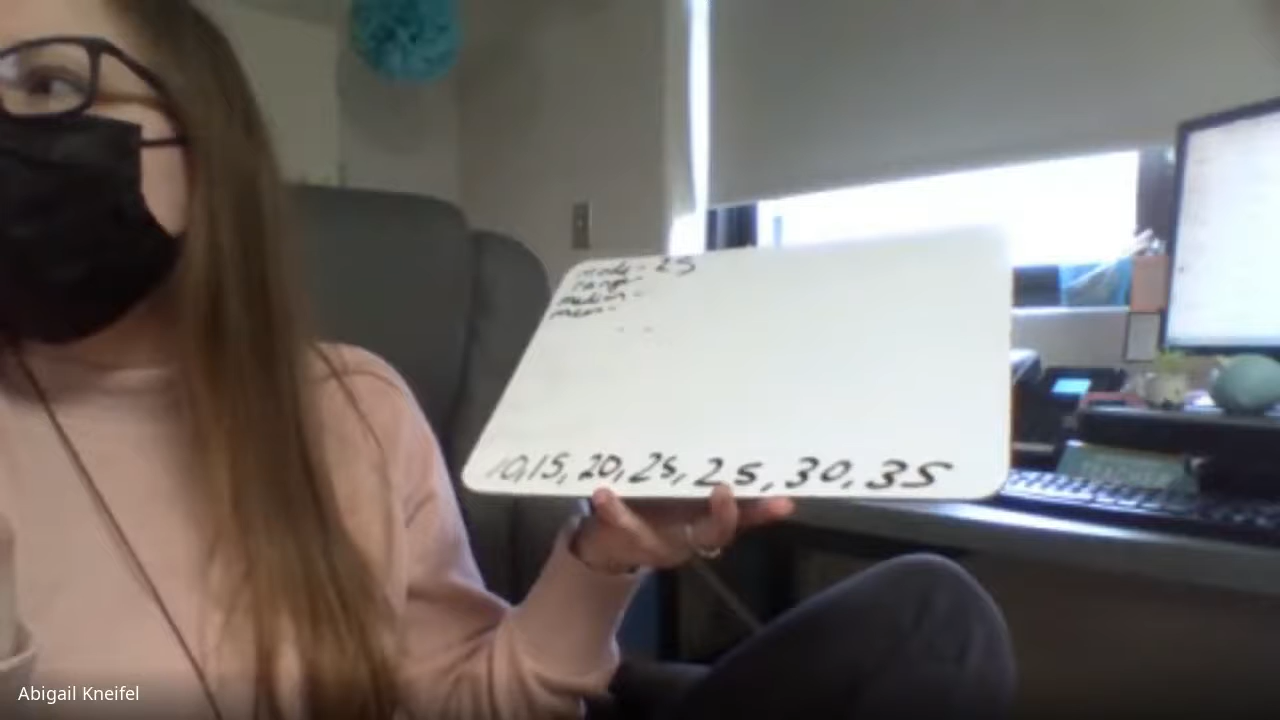 mode- 25
range-
median-
mean-
10, 15, 20, 25, 25, 30, 35
Abigail Kneifel